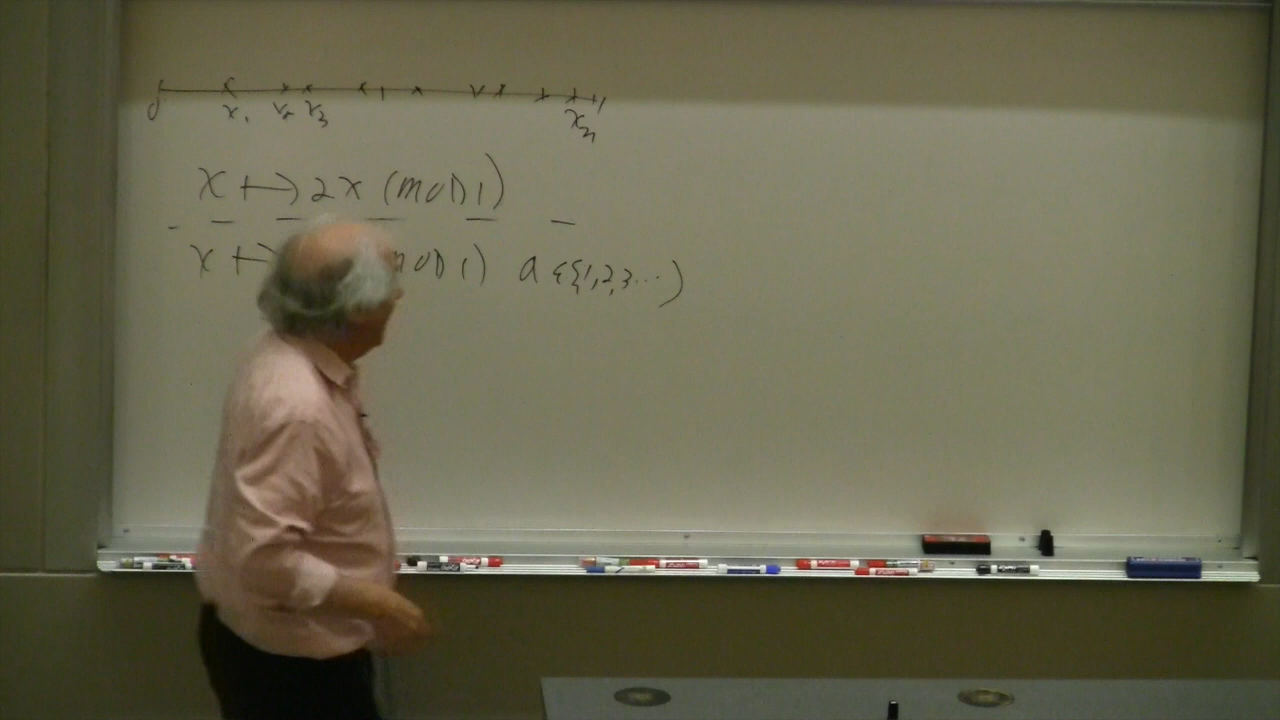 0 x₁ x₂ x₃ xₙ 1
x ↦ 2x (mod 1)
x ↦ mod 1) a ∈ {1,2,3...)